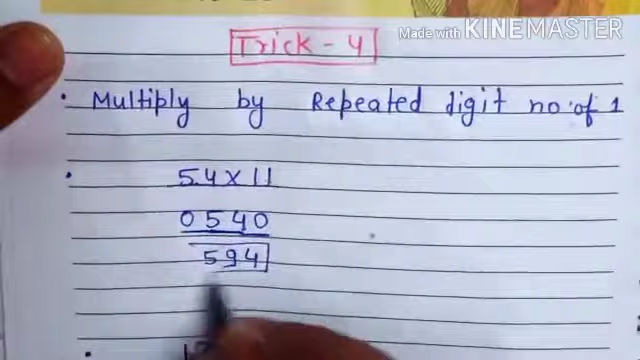 Made with KINEMASTER
Trick - 4
• Multiply by Repeated digit no. of 1
• 54 × 11
0540
594